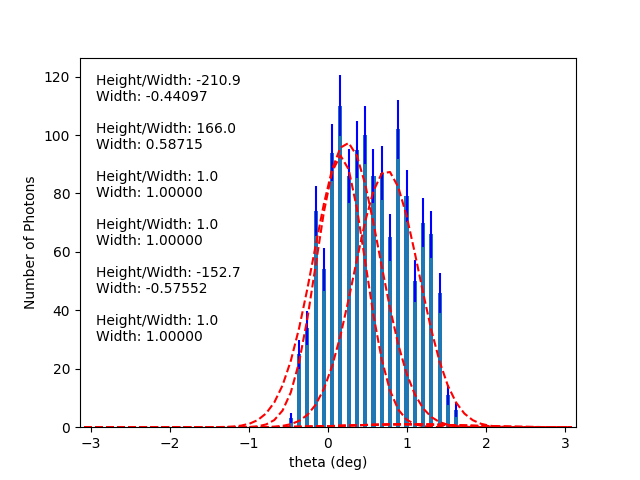 Height/Width: -210.9
Width: -0.44097
Height/Width: 166.0
Width: 0.58715
Height/Width: 1.0
Width: 1.00000
Height/Width: 1.0
Width: 1.00000
Height/Width: -152.7
Width: -0.57552
Height/Width: 1.0
Width: 1.00000
Number of Photons
120
100
80
60
40
20
0
−3 −2 −1 0 1 2 3
theta (deg)